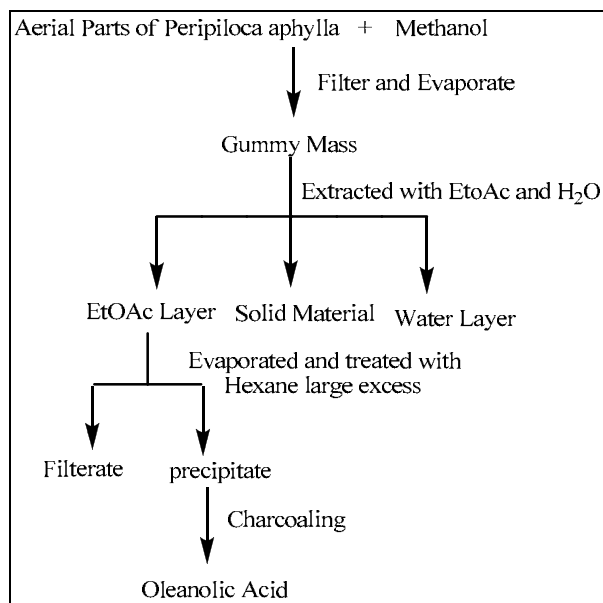 Aerial Parts of Peripiloca aphylla + Methanol
Filter and Evaporate
Gummy Mass
Extracted with EtoAc and H₂O
EtOAc Layer Solid Material Water Layer
Evaporated and treated with
Hexane large excess
Filterate precipitate
Charcoaling
Oleanolic Acid